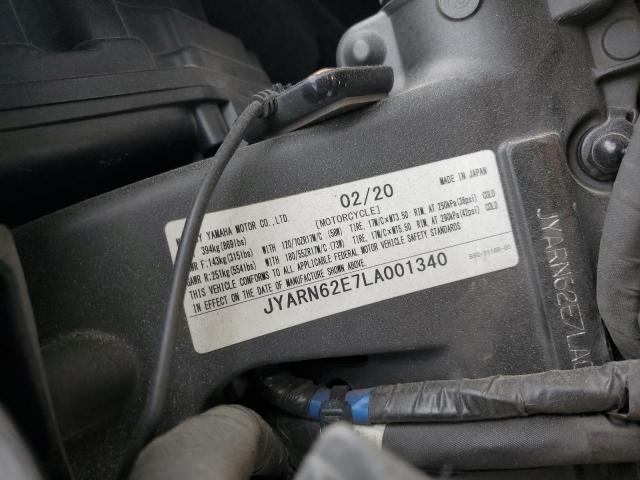 02/20
MADE IN JAPAN
BY YAMAHA MOTOR CO.,LTD.
[MOTORCYCLE]
394kg(869lbs)
F:143kg(315lbs) WITH 120/70ZR17M/C (58W) TIRE, 17M/C×MT3.50 RIM, AT 250kPa(36psi) COLD
GAWR R:251kg(554lbs) WITH 180/55ZR17M/C (73W) TIRE, 17M/C×MT5.50 RIM, AT 290kPa(42psi) COLD
THIS VEHICLE CONFORMS TO ALL APPLICABLE FEDERAL MOTOR VEHICLE SAFETY STANDARDS
IN EFFECT ON THE DATE OF MANUFACTURE SHOWN ABOVE.
JYARN62E7LA001340
JYARN62E7LA